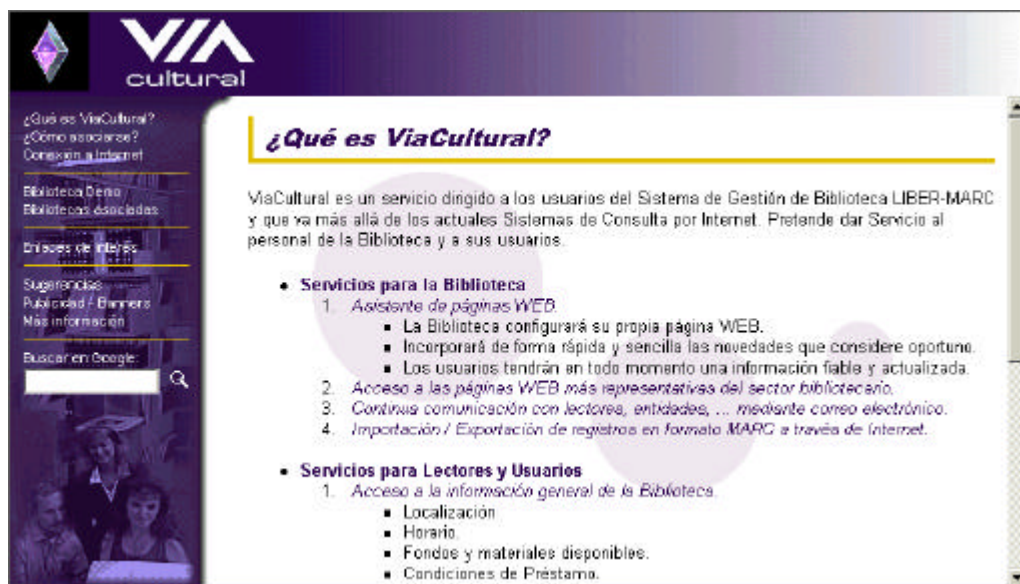 VIA
cultural
¿Qué es ViaCultural?
¿Cómo asociarse?
Conexión a Internet
Biblioteca Demo
Bibliotecas asociadas
Enlaces de interés
Sugerencias
Publicidad / Banners
Más información
Buscar en Google:
¿Qué es ViaCultural?
ViaCultural es un servicio dirigido a los usuarios del Sistema de Gestión de Biblioteca LIBER-MARC
y que va más allá de los actuales Sistemas de Consulta por Internet. Pretende dar Servicio al
personal de la Biblioteca y a sus usuarios.
• Servicios para la Biblioteca
1. Asistente de páginas WEB.
▪ La Biblioteca configurará su propia página WEB.
▪ Incorporará de forma rápida y sencilla las novedades que considere oportuno.
▪ Los usuarios tendrán en todo momento una información fiable y actualizada.
2. Acceso a las páginas WEB más representativas del sector bibliotecario.
3. Continua comunicación con lectores, entidades, ... mediante correo electrónico.
4. Importación / Exportación de registros en formato MARC a través de Internet.
• Servicios para Lectores y Usuarios
1. Acceso a la información general de la Biblioteca.
▪ Localización
▪ Horario.
▪ Fondos y materiales disponibles.
▪ Condiciones de Préstamo.